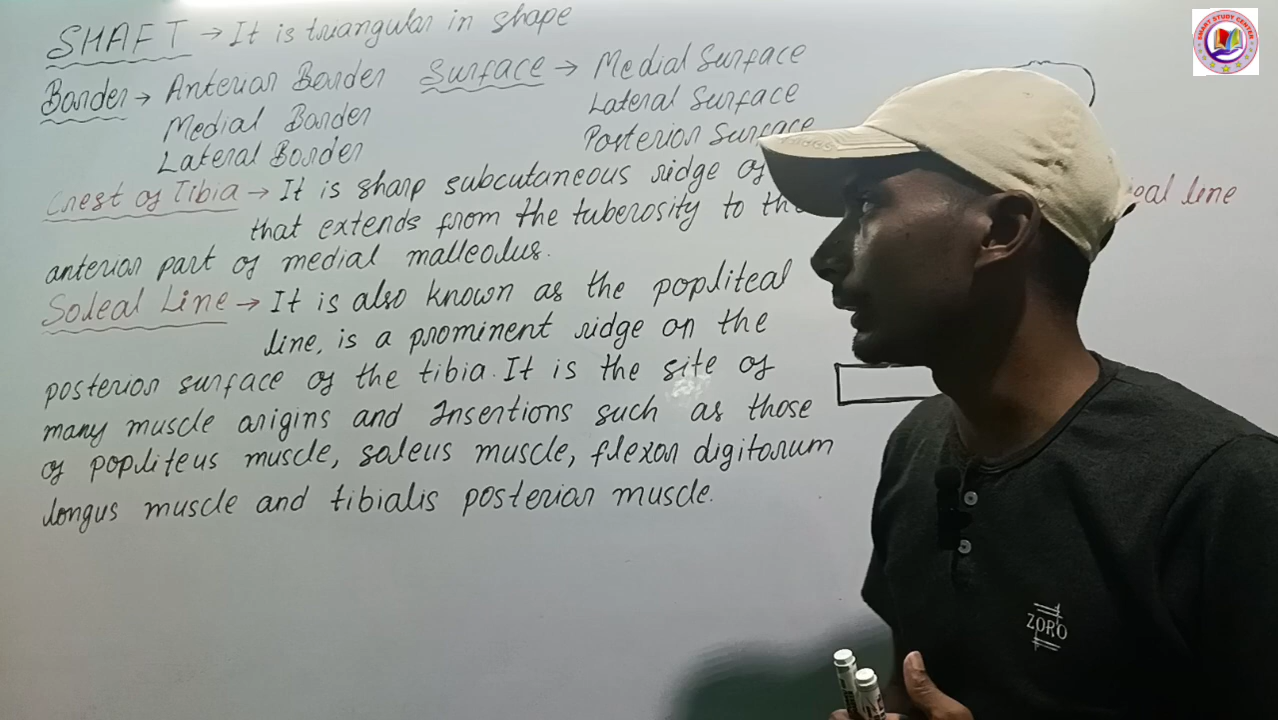 SHAFT → It is triangular in shape
Border → Anterior Border Surface → Medial Surface
Medial Border Lateral Surface
Lateral Border Posterior Surface
Crest of Tibia → It is sharp subcutaneous ridge of
that extends from the tuberosity to the
anterior part of medial malleolus.
Soleal Line → It is also known as the popliteal
line, is a prominent ridge on the
posterior surface of the tibia. It is the site of
many muscle origins and Insertions such as those
of popliteus muscle, soleus muscle, flexor digitorum
longus muscle and tibialis posterior muscle.
line
SMART STUDY CENTER
ZORO